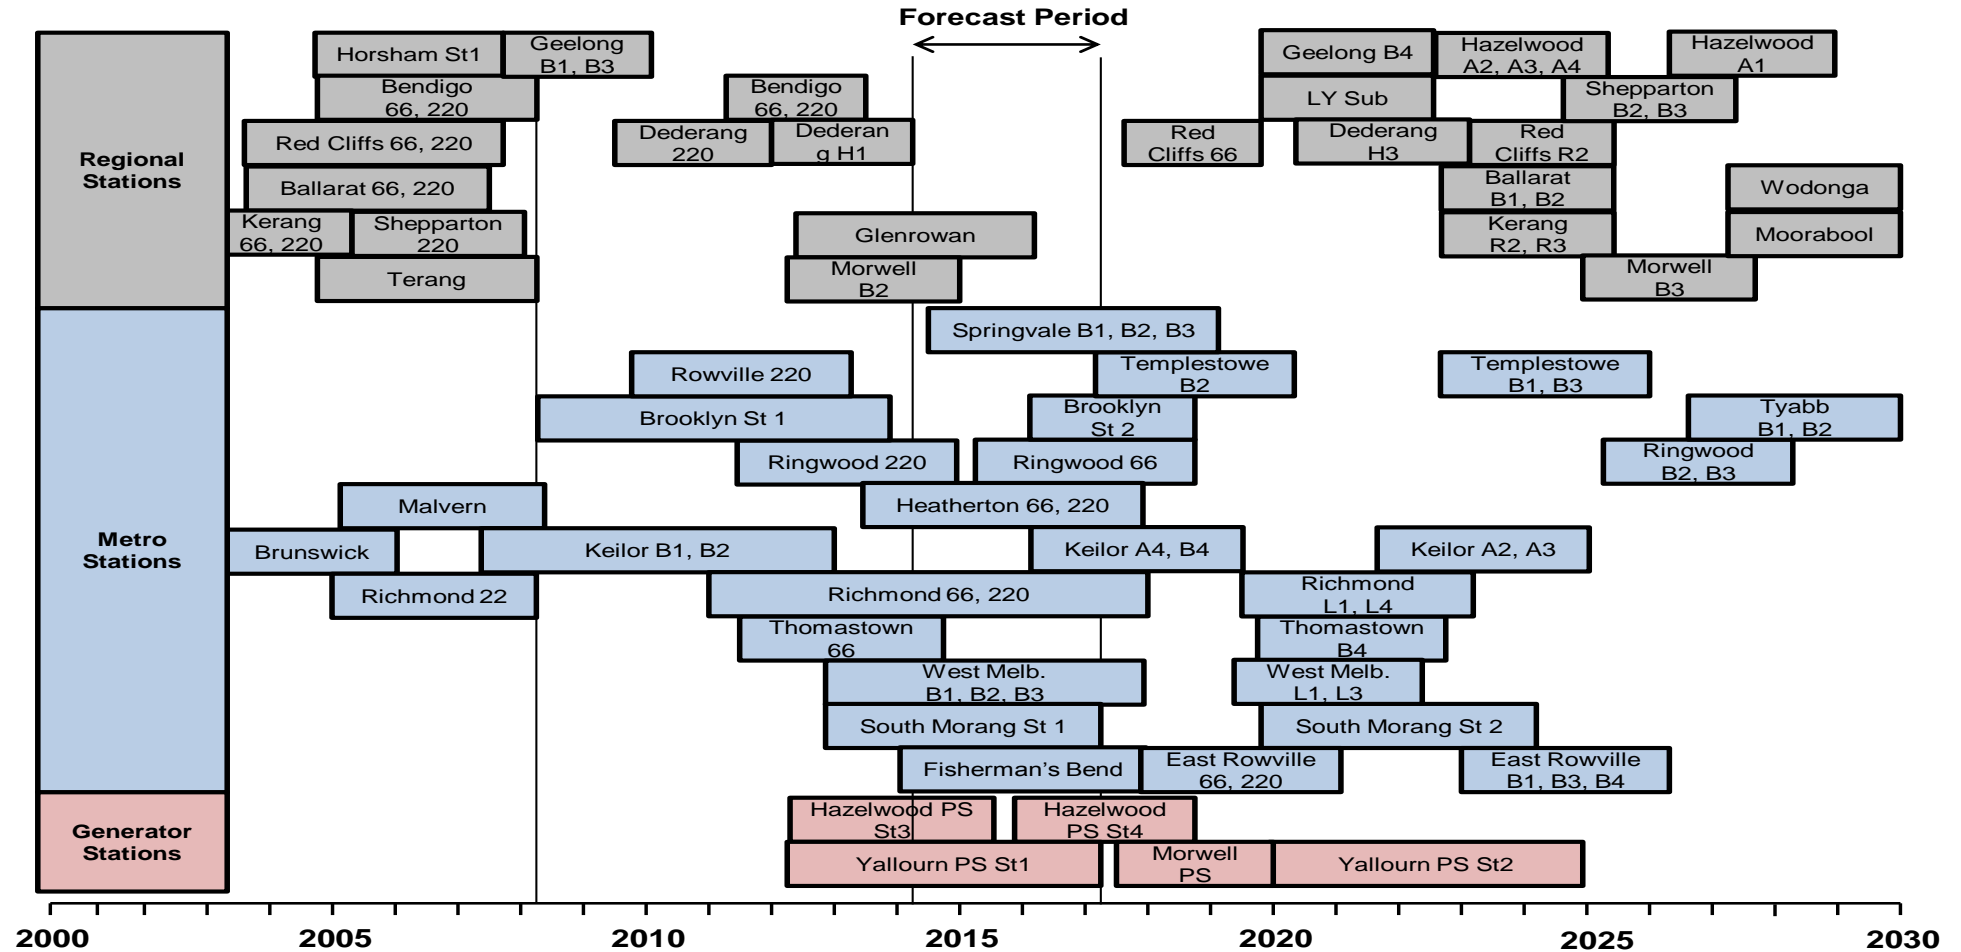 Forecast Period
Regional
Stations
Horsham St1
Geelong
B1, B3
Geelong B4
Hazelwood
A2, A3, A4
Hazelwood
A1
Bendigo
66, 220
Bendigo
66, 220
LY Sub
Shepparton
B2, B3
Red Cliffs 66, 220
Dederang
220
Dederan
g H1
Red
Cliffs 66
Dederang
H3
Red
Cliffs R2
Ballarat 66, 220
Ballarat
B1, B2
Wodonga
Kerang
66, 220
Shepparton
220
Glenrowan
Kerang
R2, R3
Moorabool
Terang
Morwell
B2
Morwell
B3
Metro
Stations
Springvale B1, B2, B3
Rowville 220
Templestowe
B2
Templestowe
B1, B3
Brooklyn St 1
Brooklyn
St 2
Tyabb
B1, B2
Ringwood 220
Ringwood 66
Ringwood
B2, B3
Malvern
Heatherton 66, 220
Brunswick
Keilor B1, B2
Keilor A4, B4
Keilor A2, A3
Richmond 22
Richmond 66, 220
Richmond
L1, L4
Thomastown
66
Thomastown
B4
West Melb.
B1, B2, B3
West Melb.
L1, L3
South Morang St 1
South Morang St 2
Fisherman's Bend
East Rowville
66, 220
East Rowville
B1, B3, B4
Generator
Stations
Hazelwood PS
St3
Hazelwood
PS St4
Yallourn PS St1
Morwell
PS
Yallourn PS St2
2000
2005
2010
2015
2020
2025
2030